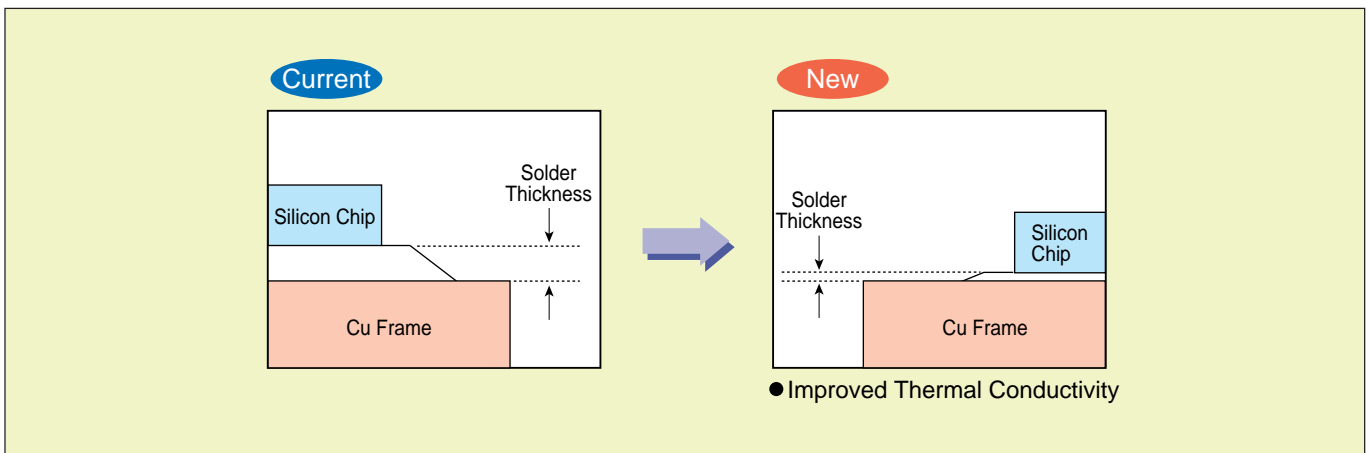 Current
Solder
Thickness
Silicon Chip
Cu Frame
New
Solder
Thickness
Silicon
Chip
Cu Frame
●Improved Thermal Conductivity